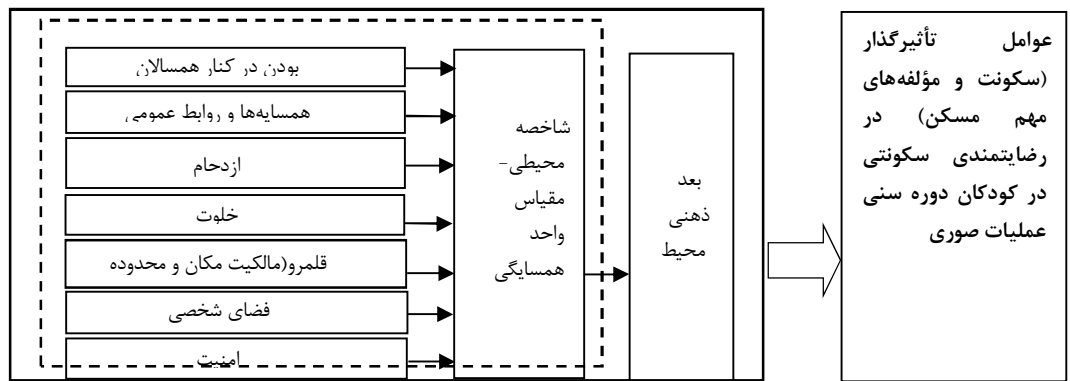 بودن در کنار همسالان
همسایه‌ها و روابط عمومی
ازدحام
خلوت
قلمرو(مالکیت مکان و محدوده
فضای شخصی
امنیت
شاخصه
محیطی-
مقیاس
واحد
همسایگی
بعد
ذهنی
محیط
عوامل تأثیرگذار
(سکونت و مؤلفه‌های
مهم مسکن) در
رضایتمندی سکونتی
در کودکان دوره سنی
عملیات صوری